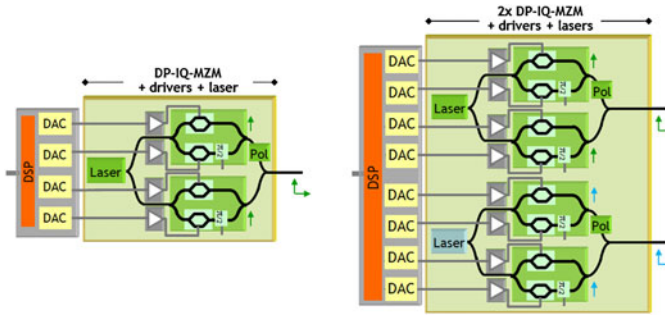 DP-IQ-MZM
+ drivers + laser
DSP
DAC
DAC
DAC
DAC
Laser
π/2
π/2
Pol
2x DP-IQ-MZM
+ drivers + lasers
DSP
DAC
DAC
DAC
DAC
DAC
DAC
DAC
DAC
Laser
Laser
π/2
π/2
π/2
π/2
Pol
Pol